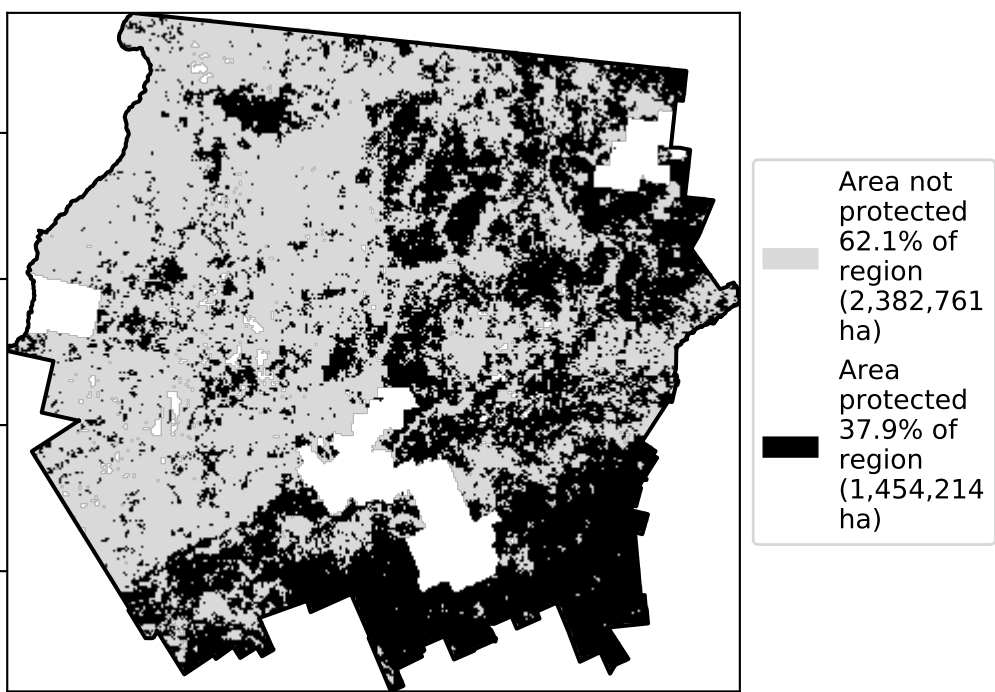 Area not
protected
62.1% of
region
(2,382,761
ha)
Area
protected
37.9% of
region
(1,454,214
ha)